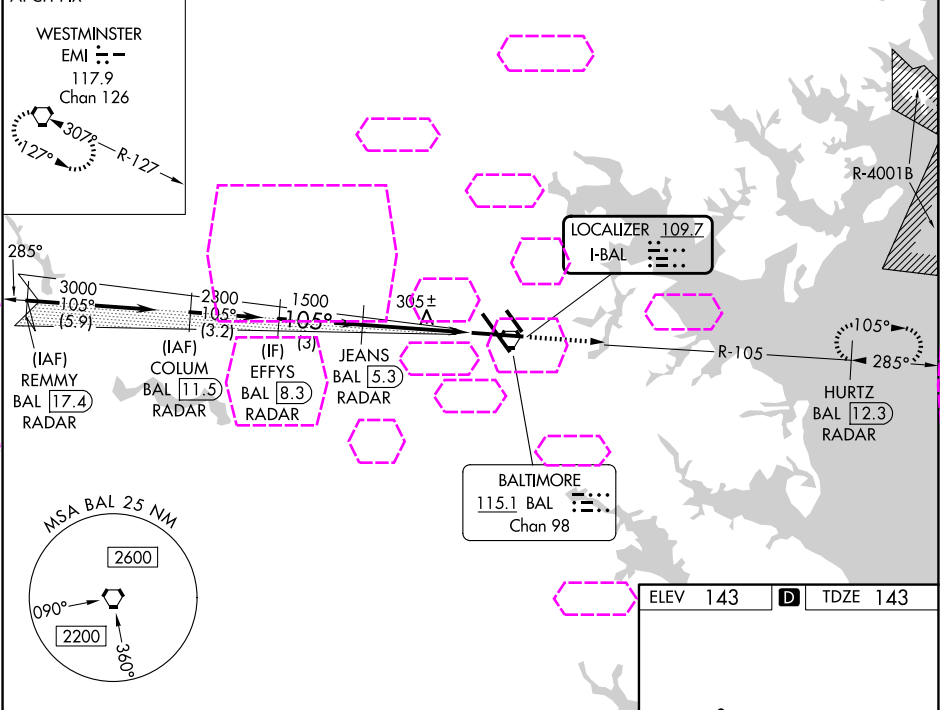 WESTMINSTER
EMI
117.9
Chan 126
307°
127°
R-127
R-4001B
LOCALIZER 109.7
I-BAL
285°
3000
105°
(5.9)
2300
105°
(3.2)
1500
105°
(3)
305±
(IAF)
REMMY
BAL 17.4
RADAR
(IAF)
COLUM
BAL 11.5
RADAR
(IF)
EFFYS
BAL 8.3
RADAR
JEANS
BAL 5.3
RADAR
R-105
105°
285°
HURTZ
BAL 12.3
RADAR
BALTIMORE
115.1 BAL
Chan 98
MSA BAL 25 NM
2600
090°
2200
360°
ELEV 143 D TDZE 143